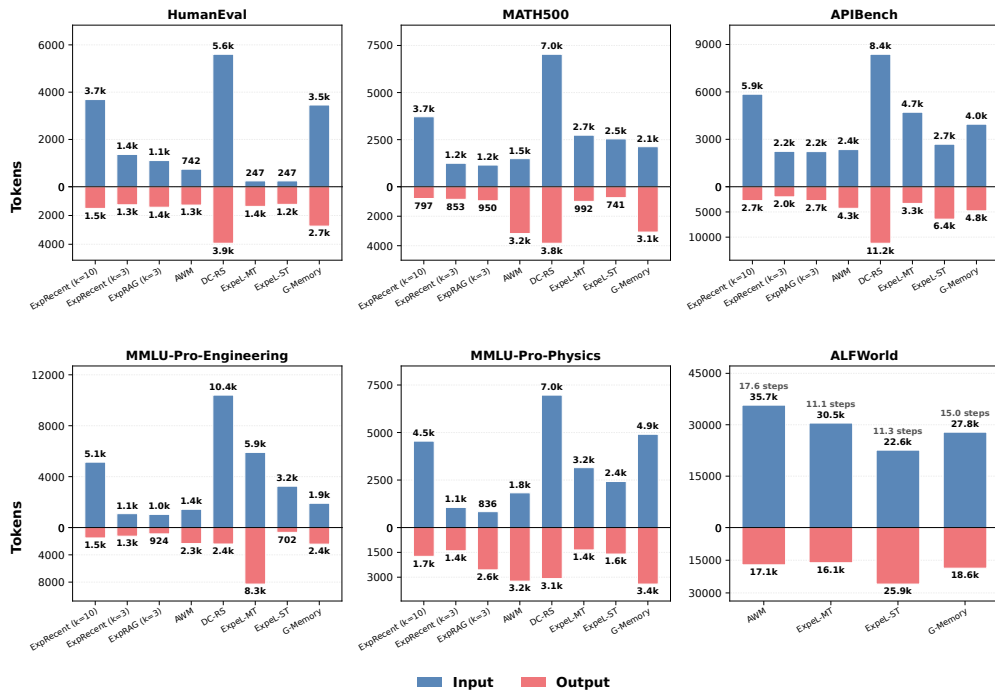 HumanEval
Tokens
6000
4000
2000
0
2000
4000
3.7k
1.4k
1.1k
742
5.6k
247
247
3.5k
1.5k
1.3k
1.4k
1.3k
3.9k
1.4k
1.2k
2.7k
ExpRecent (k=10)
ExpRecent (k=3)
ExpRAG (k=3)
AWM
DC-RS
ExpeL-MT
ExpeL-ST
G-Memory
MATH500
7500
5000
2500
0
2000
4000
3.7k
1.2k
1.2k
1.5k
7.0k
2.7k
2.5k
2.1k
797
853
950
3.2k
3.8k
992
741
3.1k
ExpRecent (k=10)
ExpRecent (k=3)
ExpRAG (k=3)
AWM
DC-RS
ExpeL-MT
ExpeL-ST
G-Memory
APIBench
9000
6000
3000
0
5000
10000
5.9k
2.2k
2.2k
2.4k
8.4k
4.7k
2.7k
4.0k
2.7k
2.0k
2.7k
4.3k
11.2k
3.3k
6.4k
4.8k
ExpRecent (k=10)
ExpRecent (k=3)
ExpRAG (k=3)
AWM
DC-RS
ExpeL-MT
ExpeL-ST
G-Memory
MMLU-Pro-Engineering
Tokens
12000
8000
4000
0
4000
8000
5.1k
1.1k
1.0k
1.4k
10.4k
5.9k
3.2k
1.9k
1.5k
1.3k
924
2.3k
2.4k
8.3k
702
2.4k
ExpRecent (k=10)
ExpRecent (k=3)
ExpRAG (k=3)
AWM
DC-RS
ExpeL-MT
ExpeL-ST
G-Memory
MMLU-Pro-Physics
7500
5000
2500
0
1500
3000
4.5k
1.1k
836
1.8k
7.0k
3.2k
2.4k
4.9k
1.7k
1.4k
2.6k
3.2k
3.1k
1.4k
1.6k
3.4k
ExpRecent (k=10)
ExpRecent (k=3)
ExpRAG (k=3)
AWM
DC-RS
ExpeL-MT
ExpeL-ST
G-Memory
ALFWorld
45000
30000
15000
0
15000
30000
17.6 steps
35.7k
11.1 steps
30.5k
11.3 steps
22.6k
15.0 steps
27.8k
17.1k
16.1k
25.9k
18.6k
AWM
ExpeL-MT
ExpeL-ST
G-Memory
Input
Output